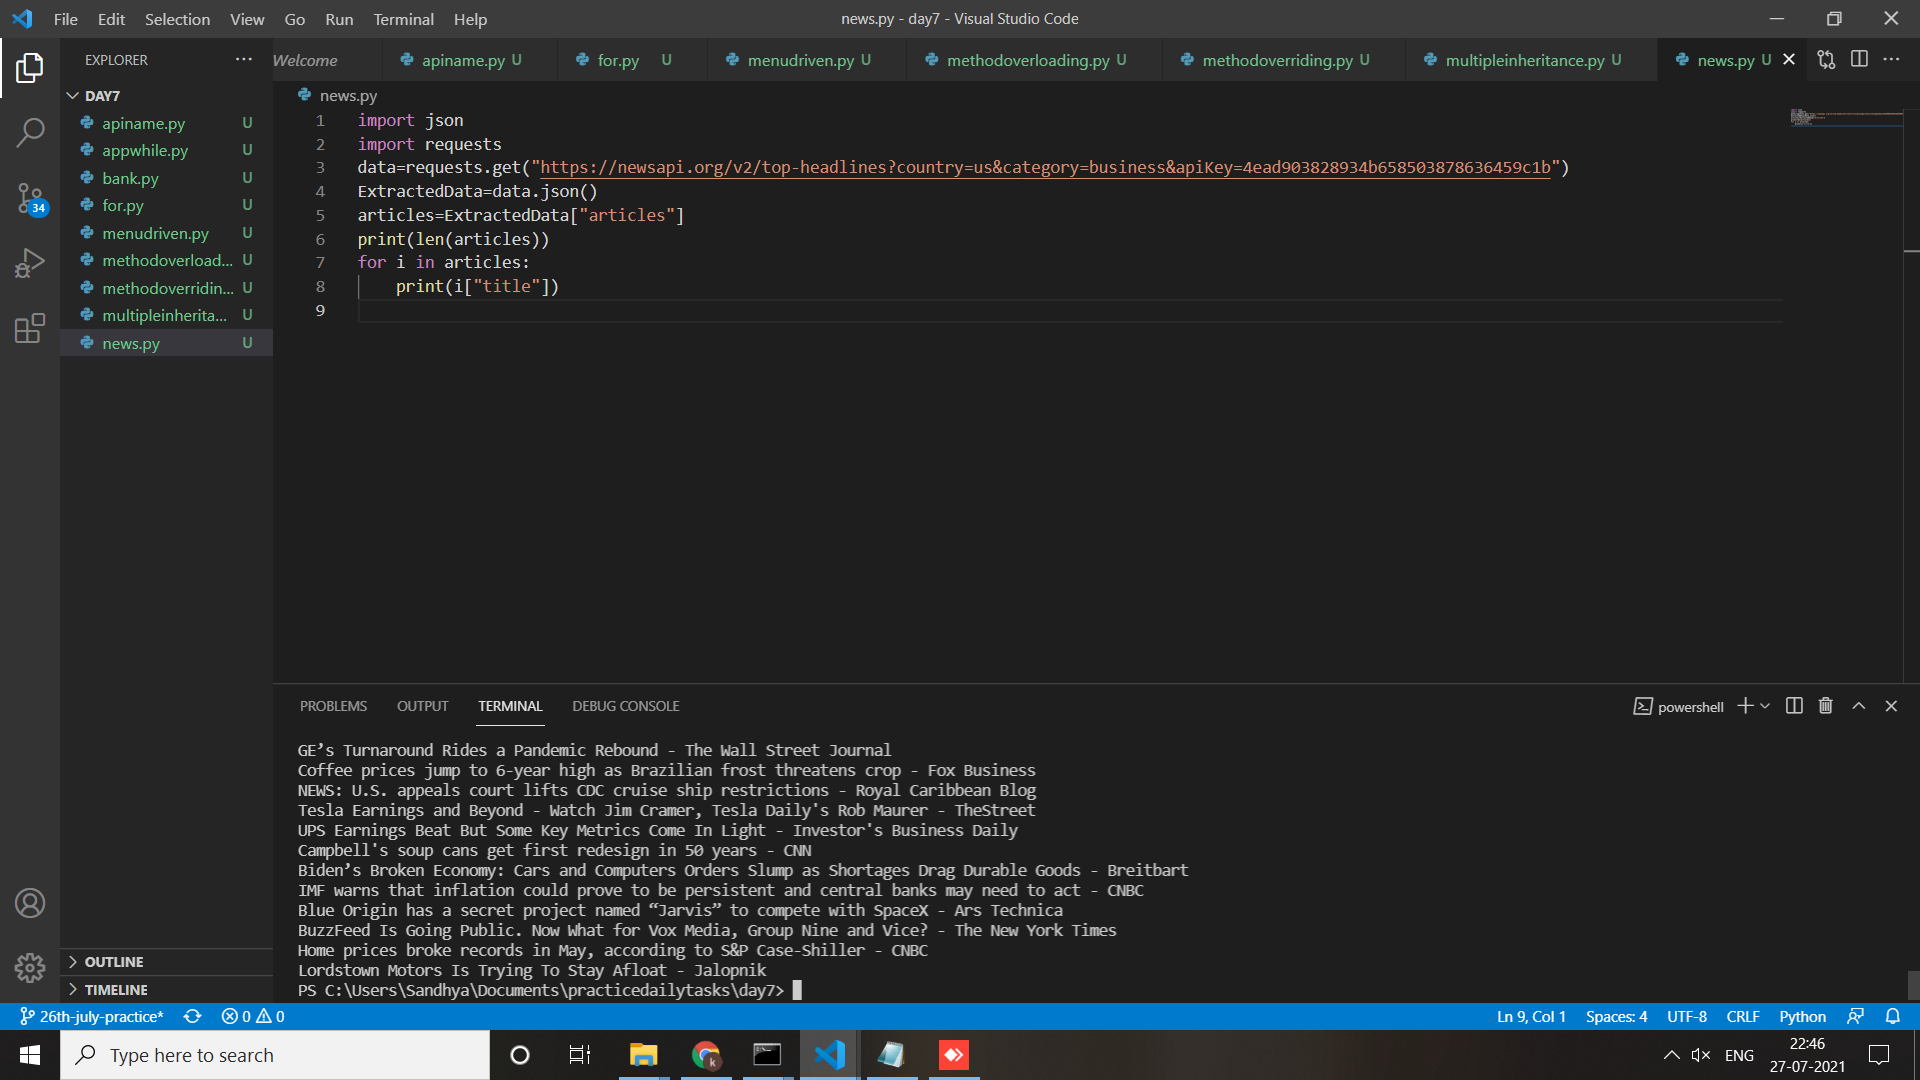 File Edit Selection View Go Run Terminal Help
news.py - day7 - Visual Studio Code
EXPLORER
Welcome
apiname.py U
for.py U
menudriven.py U
methodoverloading.py U
methodoverriding.py U
multipleinheritance.py U
news.py U
DAY7
apiname.py U
appwhile.py U
bank.py U
for.py U
menudriven.py U
methodoverload... U
methodoverridin... U
multipleinherita... U
news.py U
34
OUTLINE
TIMELINE
news.py
1 import json
2 import requests
3 data=requests.get("https://newsapi.org/v2/top-headlines?country=us&category=business&apiKey=4ead903828934b658503878636459c1b")
4 ExtractedData=data.json()
5 articles=ExtractedData["articles"]
6 print(len(articles))
7 for i in articles:
8     print(i["title"])
9
PROBLEMS OUTPUT TERMINAL DEBUG CONSOLE
powershell
GE’s Turnaround Rides a Pandemic Rebound - The Wall Street Journal
Coffee prices jump to 6-year high as Brazilian frost threatens crop - Fox Business
NEWS: U.S. appeals court lifts CDC cruise ship restrictions - Royal Caribbean Blog
Tesla Earnings and Beyond - Watch Jim Cramer, Tesla Daily's Rob Maurer - TheStreet
UPS Earnings Beat But Some Key Metrics Come In Light - Investor's Business Daily
Campbell's soup cans get first redesign in 50 years - CNN
Biden’s Broken Economy: Cars and Computers Orders Slump as Shortages Drag Durable Goods - Breitbart
IMF warns that inflation could prove to be persistent and central banks may need to act - CNBC
Blue Origin has a secret project named “Jarvis” to compete with SpaceX - Ars Technica
BuzzFeed Is Going Public. Now What for Vox Media, Group Nine and Vice? - The New York Times
Home prices broke records in May, according to S&P Case-Shiller - CNBC
Lordstown Motors Is Trying To Stay Afloat - Jalopnik
PS C:\Users\Sandhya\Documents\practicedailytasks\day7>
26th-july-practice* 0 0
Ln 9, Col 1 Spaces: 4 UTF-8 CRLF Python
Type here to search
k
ENG
22:46
27-07-2021